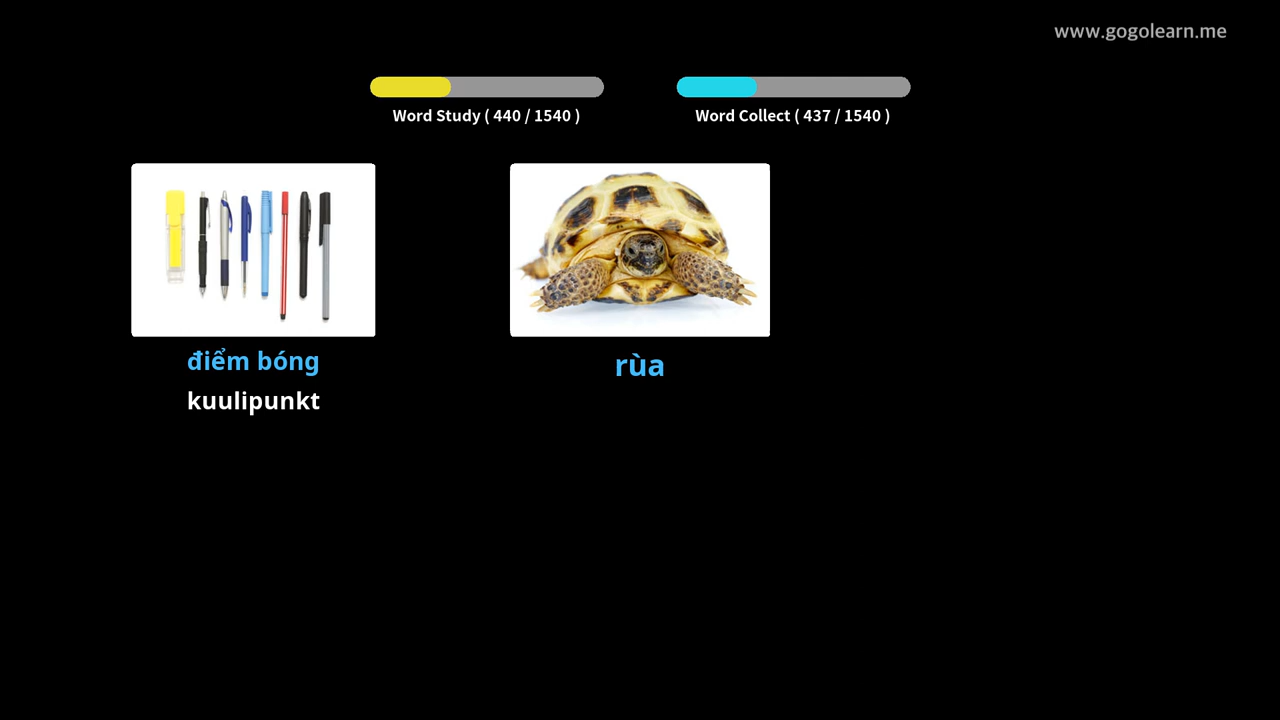 www.gogolearn.me
Word Study ( 440 / 1540 )
Word Collect ( 437 / 1540 )
điểm bóng
kuulipunkt
rùa